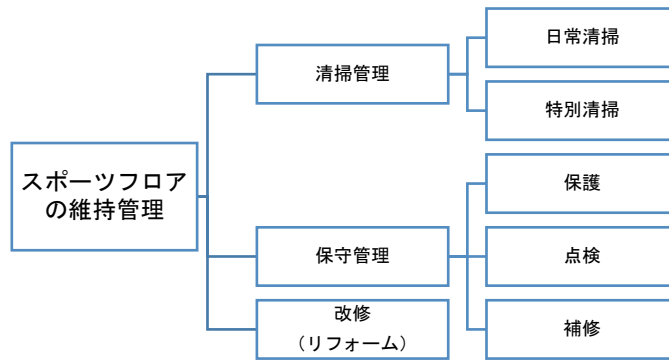 スポーツフロア
の維持管理
清掃管理
日常清掃
特別清掃
保守管理
保護
点検
補修
改修
（リフォーム）